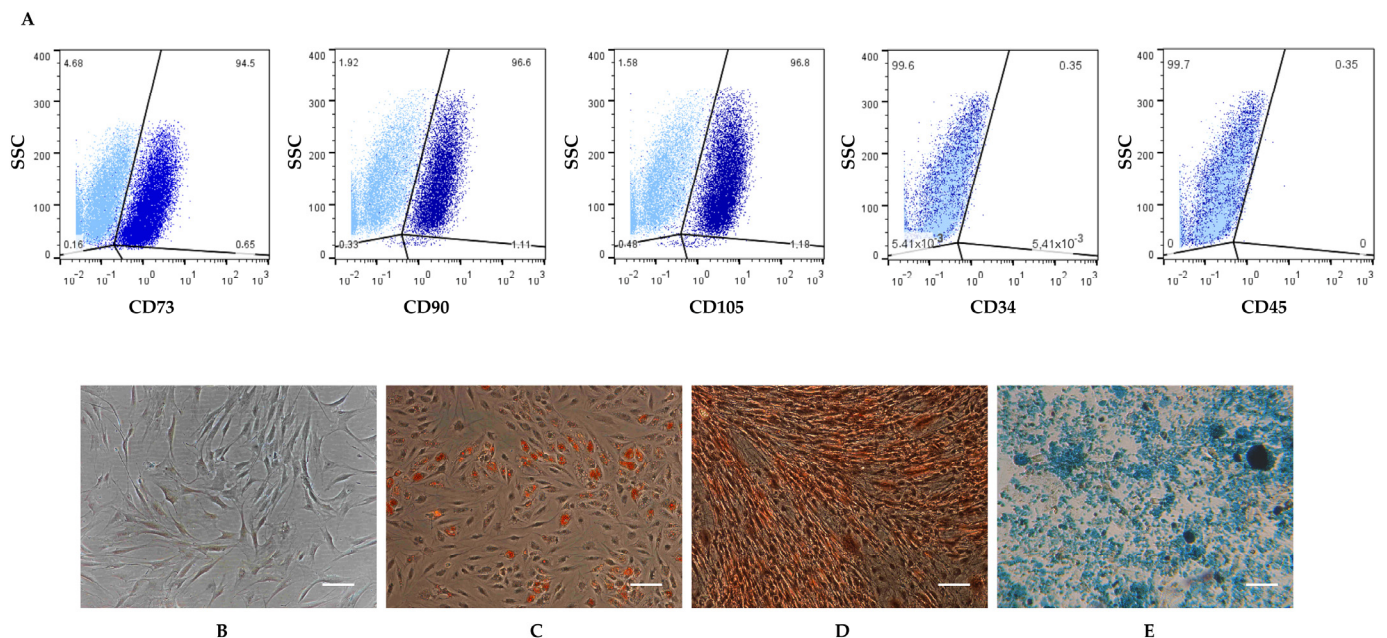 A
4.68 94.5 1.92 96.6 1.58 96.8 99.6 0.35 99.7 0.35
400 400 400 400 400
300 300 300 300 300
SSC SSC SSC SSC SSC
200 200 200 200 200
100 100 100 100 100
0.16 0.65 0.33 1.11 0.48 1.18 5.41x10⁻³ 5.41x10⁻³ 0 0
0 0 0 0 0
10⁻² 10⁻¹ 10⁰ 10¹ 10² 10³ 10⁻² 10⁻¹ 10⁰ 10¹ 10² 10³ 10⁻² 10⁻¹ 10⁰ 10¹ 10² 10³ 10⁻² 10⁻¹ 10⁰ 10¹ 10² 10³ 10⁻² 10⁻¹ 10⁰ 10¹ 10² 10³
CD73 CD90 CD105 CD34 CD45
B C D E